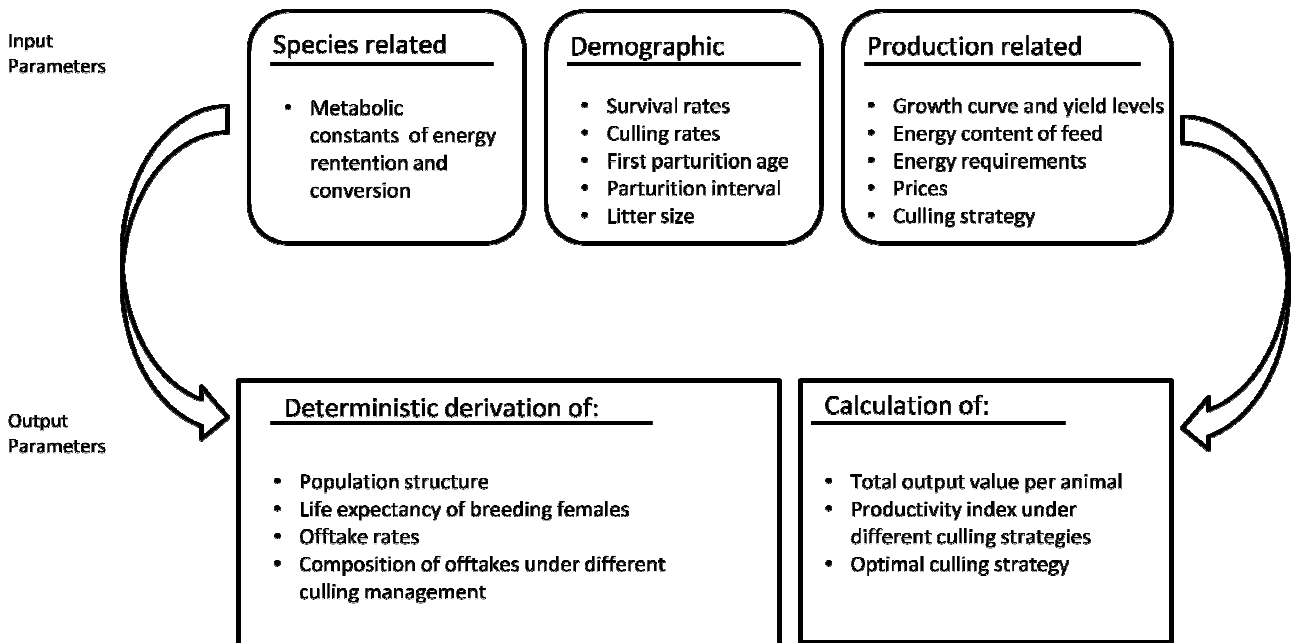 Input
Parameters
Species related
• Metabolic
constants of energy
rentention and
conversion
Demographic
• Survival rates
• Culling rates
• First parturition age
• Parturition interval
• Litter size
Production related
• Growth curve and yield levels
• Energy content of feed
• Energy requirements
• Prices
• Culling strategy
Output
Parameters
Deterministic derivation of:
• Population structure
• Life expectancy of breeding females
• Offtake rates
• Composition of offtakes under different
culling management
Calculation of:
• Total output value per animal
• Productivity index under
different culling strategies
• Optimal culling strategy